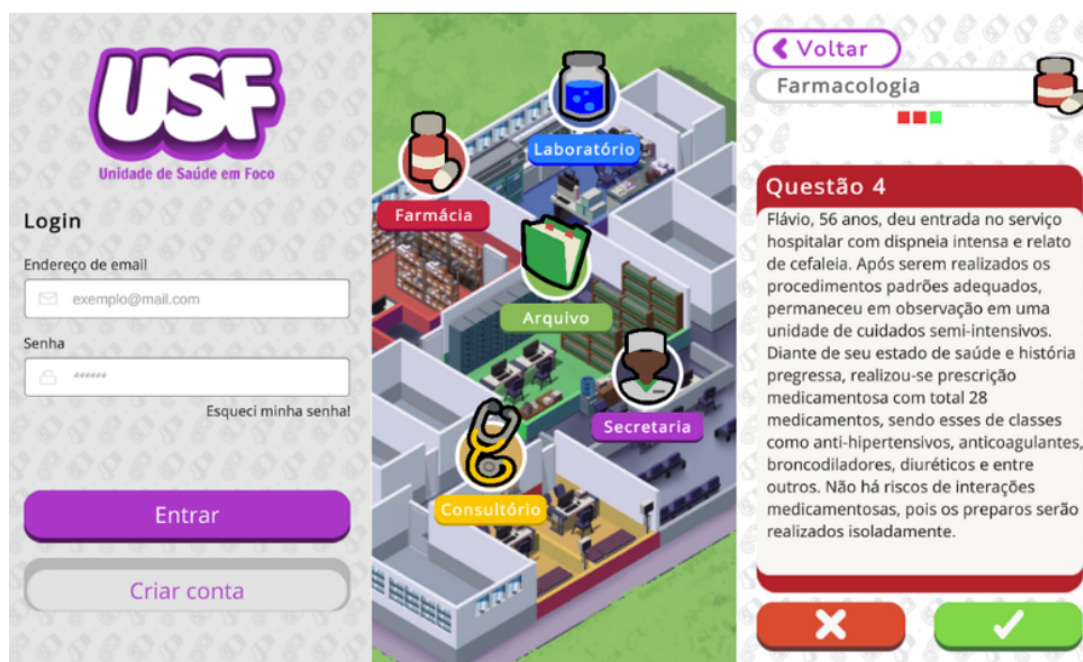 USF
Unidade de Saúde em Foco
Login
Endereço de email
exemplo@mail.com
Senha
******
Esqueci minha senha!
Entrar
Criar conta
Laboratório
Farmácia
Arquivo
Secretaria
Consultório
Voltar
Farmacologia
Questão 4
Flávio, 56 anos, deu entrada no serviço
hospitalar com dispneia intensa e relato
de cefaleia. Após serem realizados os
procedimentos padrões adequados,
permaneceu em observação em uma
unidade de cuidados semi-intensivos.
Diante de seu estado de saúde e história
pregressa, realizou-se prescrição
medicamentosa com total 28
medicamentos, sendo esses de classes
como anti-hipertensivos, anticoagulantes,
broncodiladores, diuréticos e entre
outros. Não há riscos de interações
medicamentosas, pois os preparos serão
realizados isoladamente.